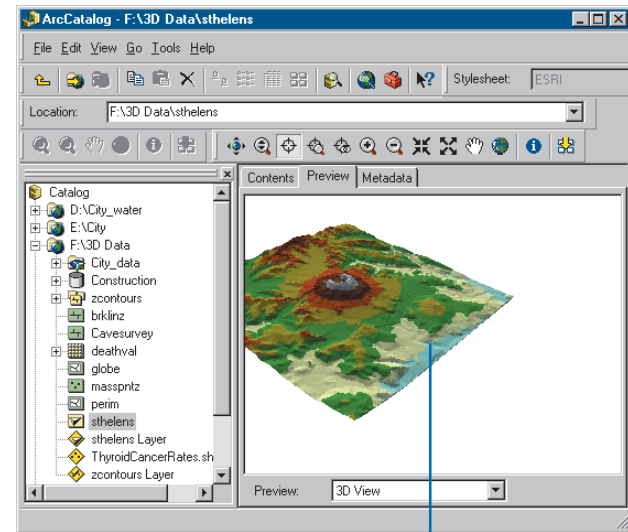 ArcCatalog - F:\3D Data\sthelens
File Edit View Go Tools Help
Stylesheet: ESRI
Location: F:\3D Data\sthelens
Contents Preview Metadata
Catalog
D:\City_water
E:\City
F:\3D Data
City_data
Construction
zcontours
brklinz
Cavesurvey
deathval
globe
masspntz
perim
sthelens
sthelens Layer
ThyroidCancerRates.sh
zcontours Layer
Preview: 3D View